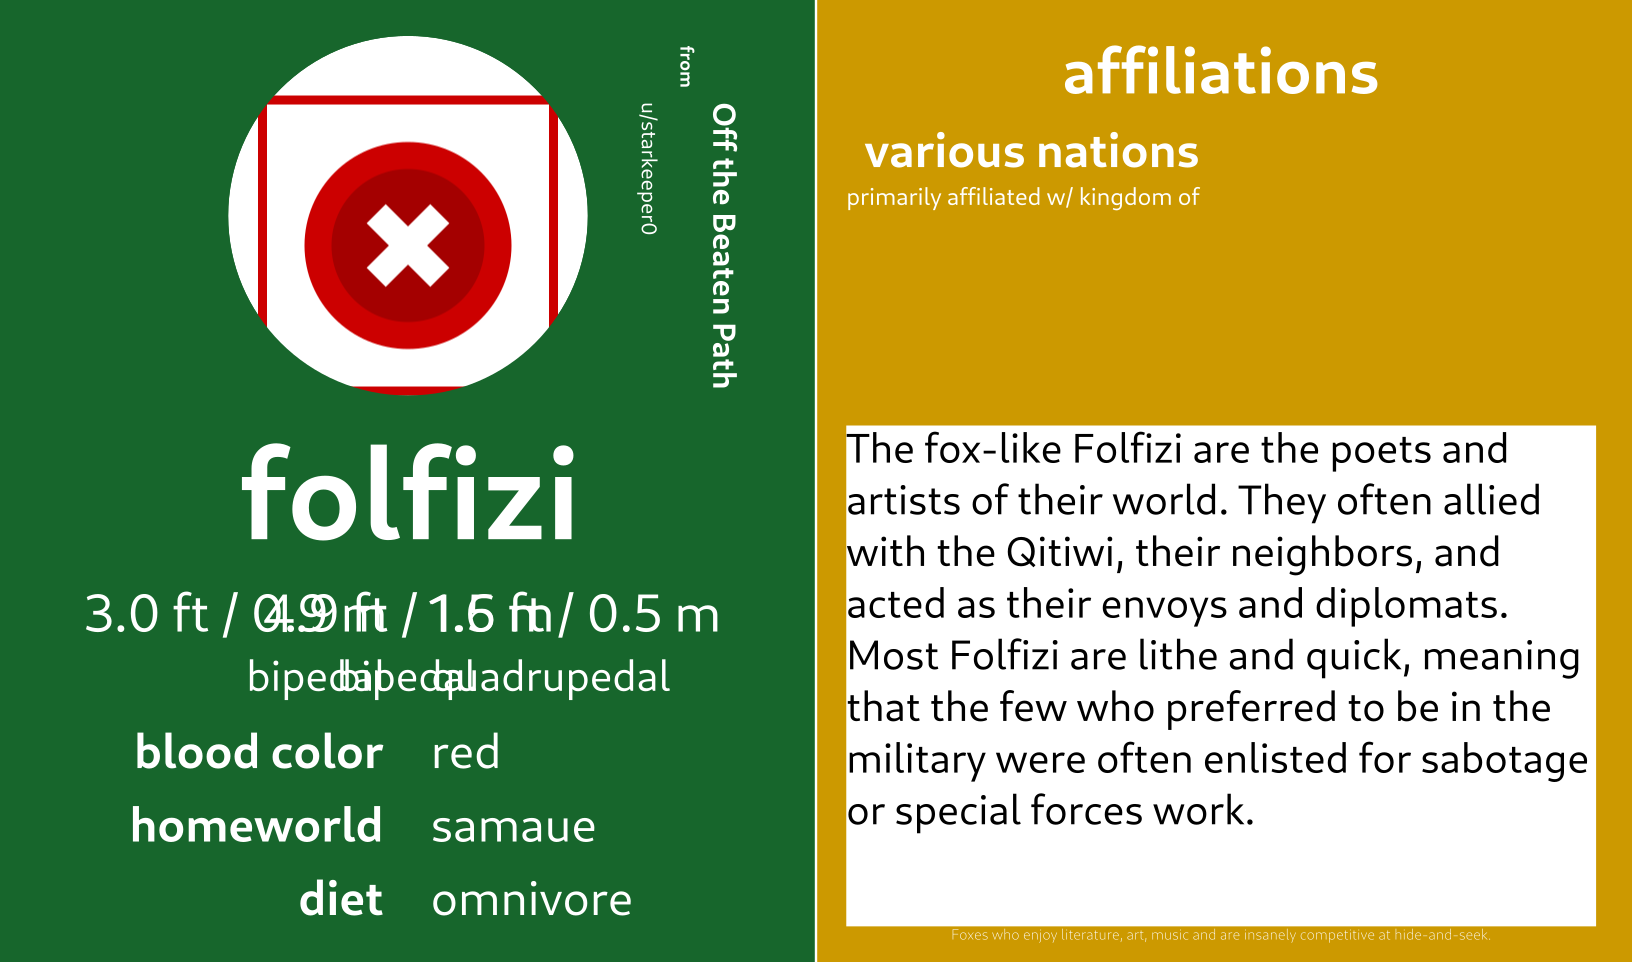 from
Off the Beaten Path
u/starkeeper0
folfizi
3.0 ft / 0.9 m
4.9 ft / 1.5 m
1.6 ft / 0.5 m
bipedal
bipedal
quadrupedal
blood color red
homeworld samaue
diet omnivore
affiliations
various nations
primarily affiliated w/ kingdom of
The fox-like Folfizi are the poets and
artists of their world. They often allied
with the Qitiwi, their neighbors, and
acted as their envoys and diplomats.
Most Folfizi are lithe and quick, meaning
that the few who preferred to be in the
military were often enlisted for sabotage
or special forces work.
Foxes who enjoy literature, art, music and are insanely competitive at hide-and-seek.